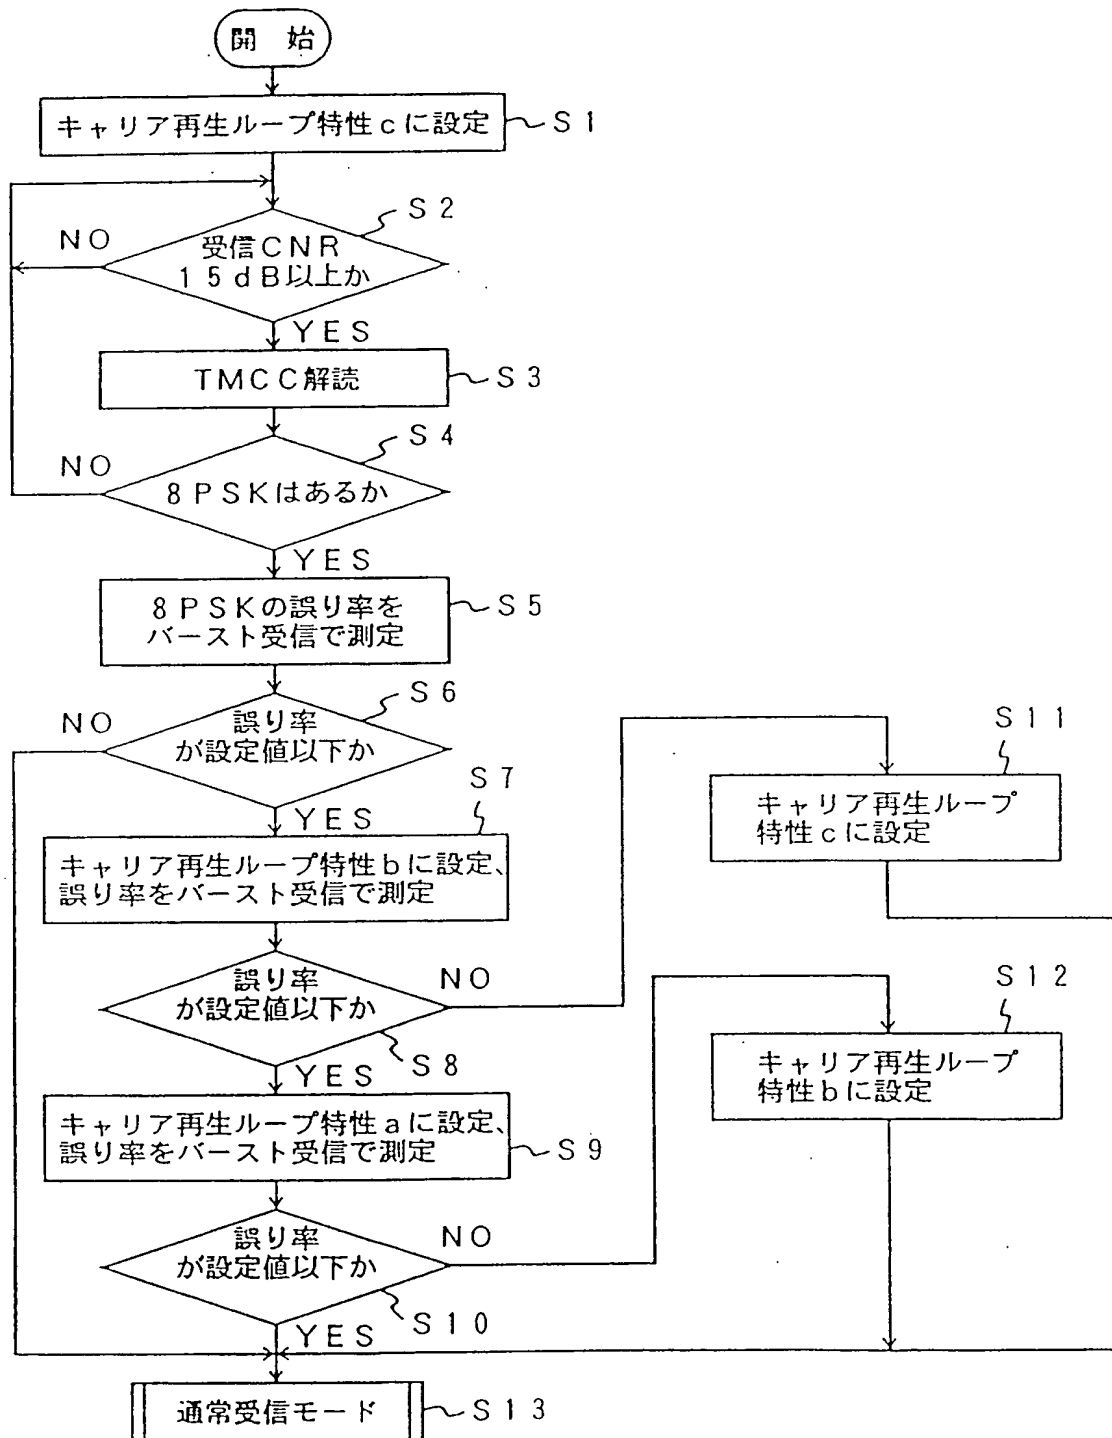 開始
キャリア再生ループ特性cに設定
S1
S2
NO
受信CNR
15dB以上か
YES
TMCC解読
S3
S4
NO
8PSKはあるか
YES
8PSKの誤り率を
バースト受信で測定
S5
S6
NO
誤り率
が設定値以下か
S7
YES
キャリア再生ループ特性bに設定、
誤り率をバースト受信で測定
S11
キャリア再生ループ
特性cに設定
誤り率
が設定値以下か
NO
S8
YES
S12
キャリア再生ループ
特性bに設定
キャリア再生ループ特性aに設定、
誤り率をバースト受信で測定
S9
誤り率
が設定値以下か
NO
S10
YES
通常受信モード
S13